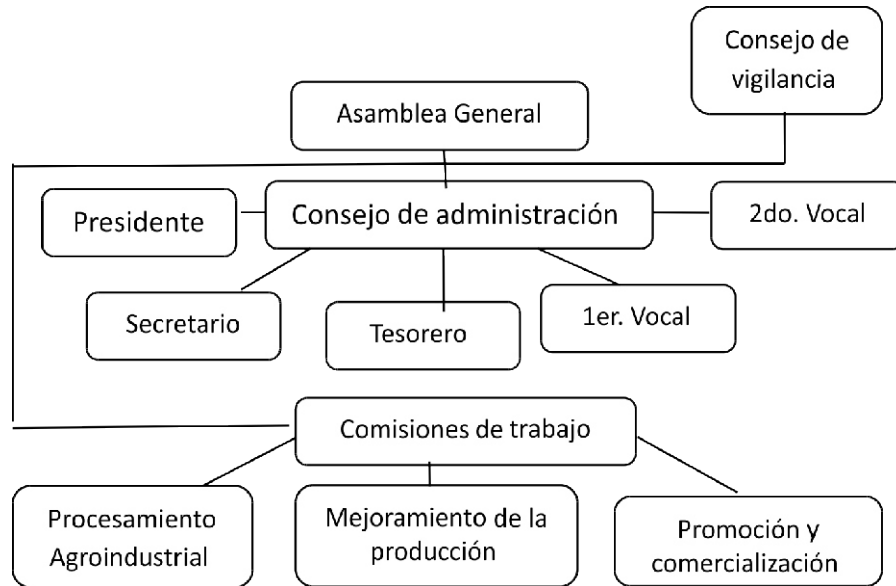 Consejo de
vigilancia
Asamblea General
Presidente
Consejo de administración
2do. Vocal
Secretario
Tesorero
1er. Vocal
Comisiones de trabajo
Procesamiento
Agroindustrial
Mejoramiento de la
producción
Promoción y
comercialización